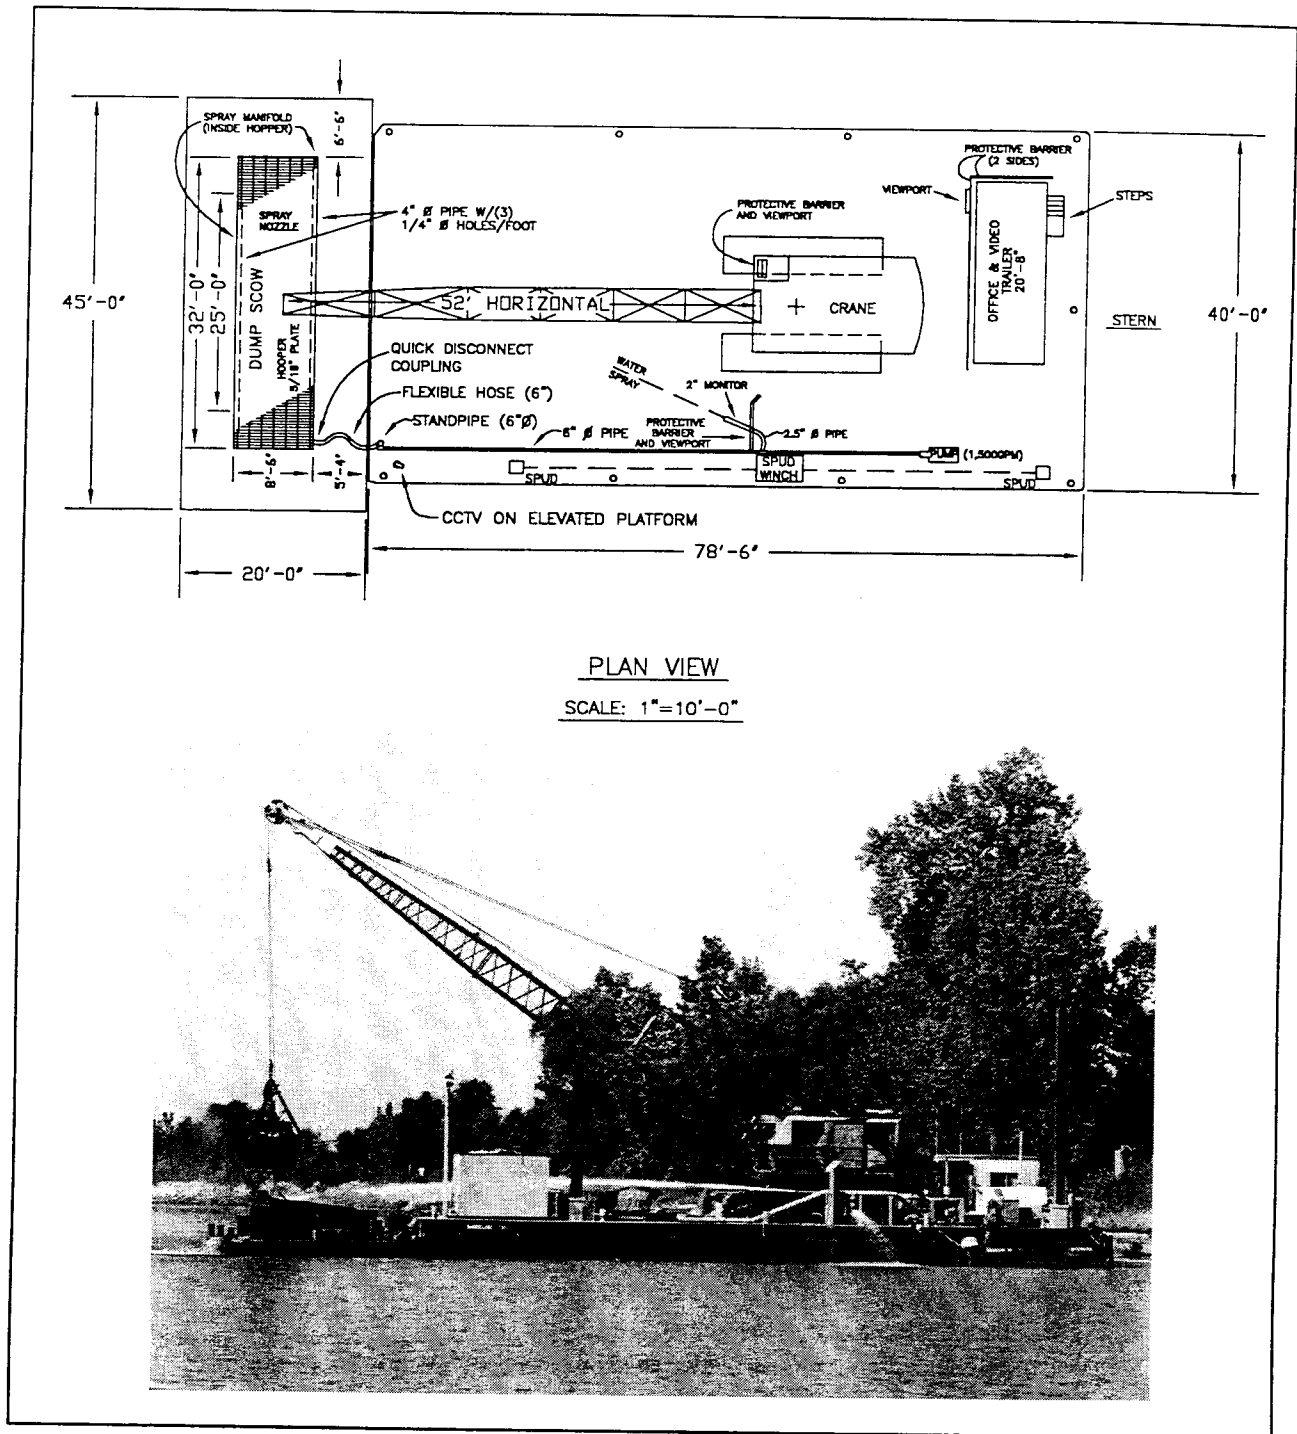 6'-6"
SPRAY MANIFOLD
(INSIDE HOPPER)
PROTECTIVE BARRIER
(2 SIDES)
VIEWPORT
STEPS
SPRAY
NOZZLE
4" Ø PIPE W/(3)
1/4" Ø HOLES/FOOT
PROTECTIVE BARRIER
AND VIEWPORT
OFFICE & VIDEO
TRAILER
20'-8"
45'-0"
32'-0"
25'-0"
DUMP SCOW
52' HORIZONTAL
CRANE
STERN
40'-0"
HOOPER
5/18" PLATE
QUICK DISCONNECT
COUPLING
WATER
SPRAY
2" MONITOR
FLEXIBLE HOSE (6")
STANDPIPE (6"Ø)
6" Ø PIPE
PROTECTIVE
BARRIER
AND VIEWPORT
2.5" Ø PIPE
PUMP (1,500GPM)
8'-6"
5'-4"
SPUD
SPUD
WINCH
SPUD
CCTV ON ELEVATED PLATFORM
78'-6"
20'-0"
PLAN VIEW
SCALE: 1"=10'-0"